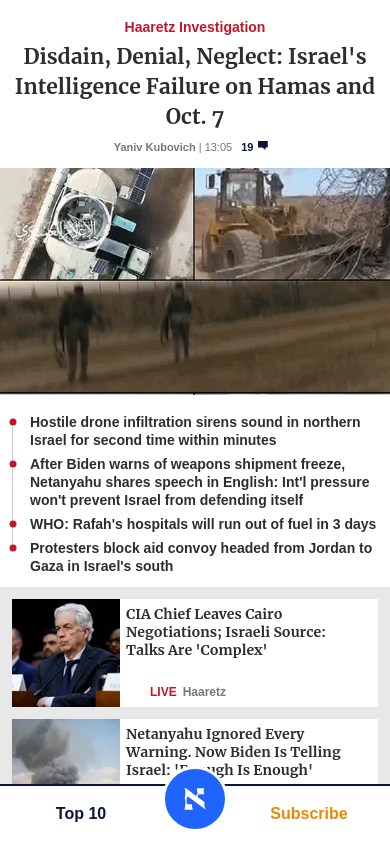 Haaretz Investigation
Disdain, Denial, Neglect: Israel's
Intelligence Failure on Hamas and
Oct. 7
Yaniv Kubovich | 13:05 19
الإعلام العسكري
Hostile drone infiltration sirens sound in northern
Israel for second time within minutes
After Biden warns of weapons shipment freeze,
Netanyahu shares speech in English: Int'l pressure
won't prevent Israel from defending itself
WHO: Rafah's hospitals will run out of fuel in 3 days
Protesters block aid convoy headed from Jordan to
Gaza in Israel's south
CIA Chief Leaves Cairo
Negotiations; Israeli Source:
Talks Are 'Complex'
LIVE Haaretz
Netanyahu Ignored Every
Warning. Now Biden Is Telling
Israel: 'Enough Is Enough'
Top 10
Subscribe